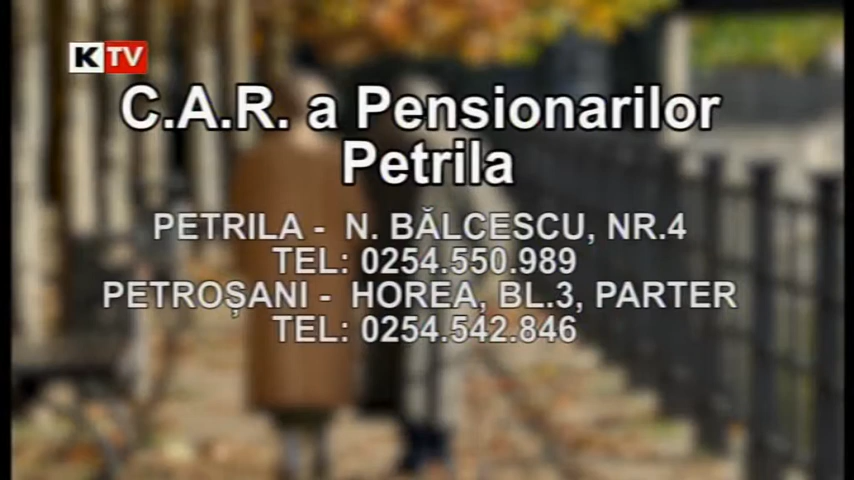 KTV
C.A.R. a Pensionarilor
Petrila
PETRILA - N. BĂLCESCU, NR.4
TEL: 0254.550.989
PETROȘANI - HOREA, BL.3, PARTER
TEL: 0254.542.846